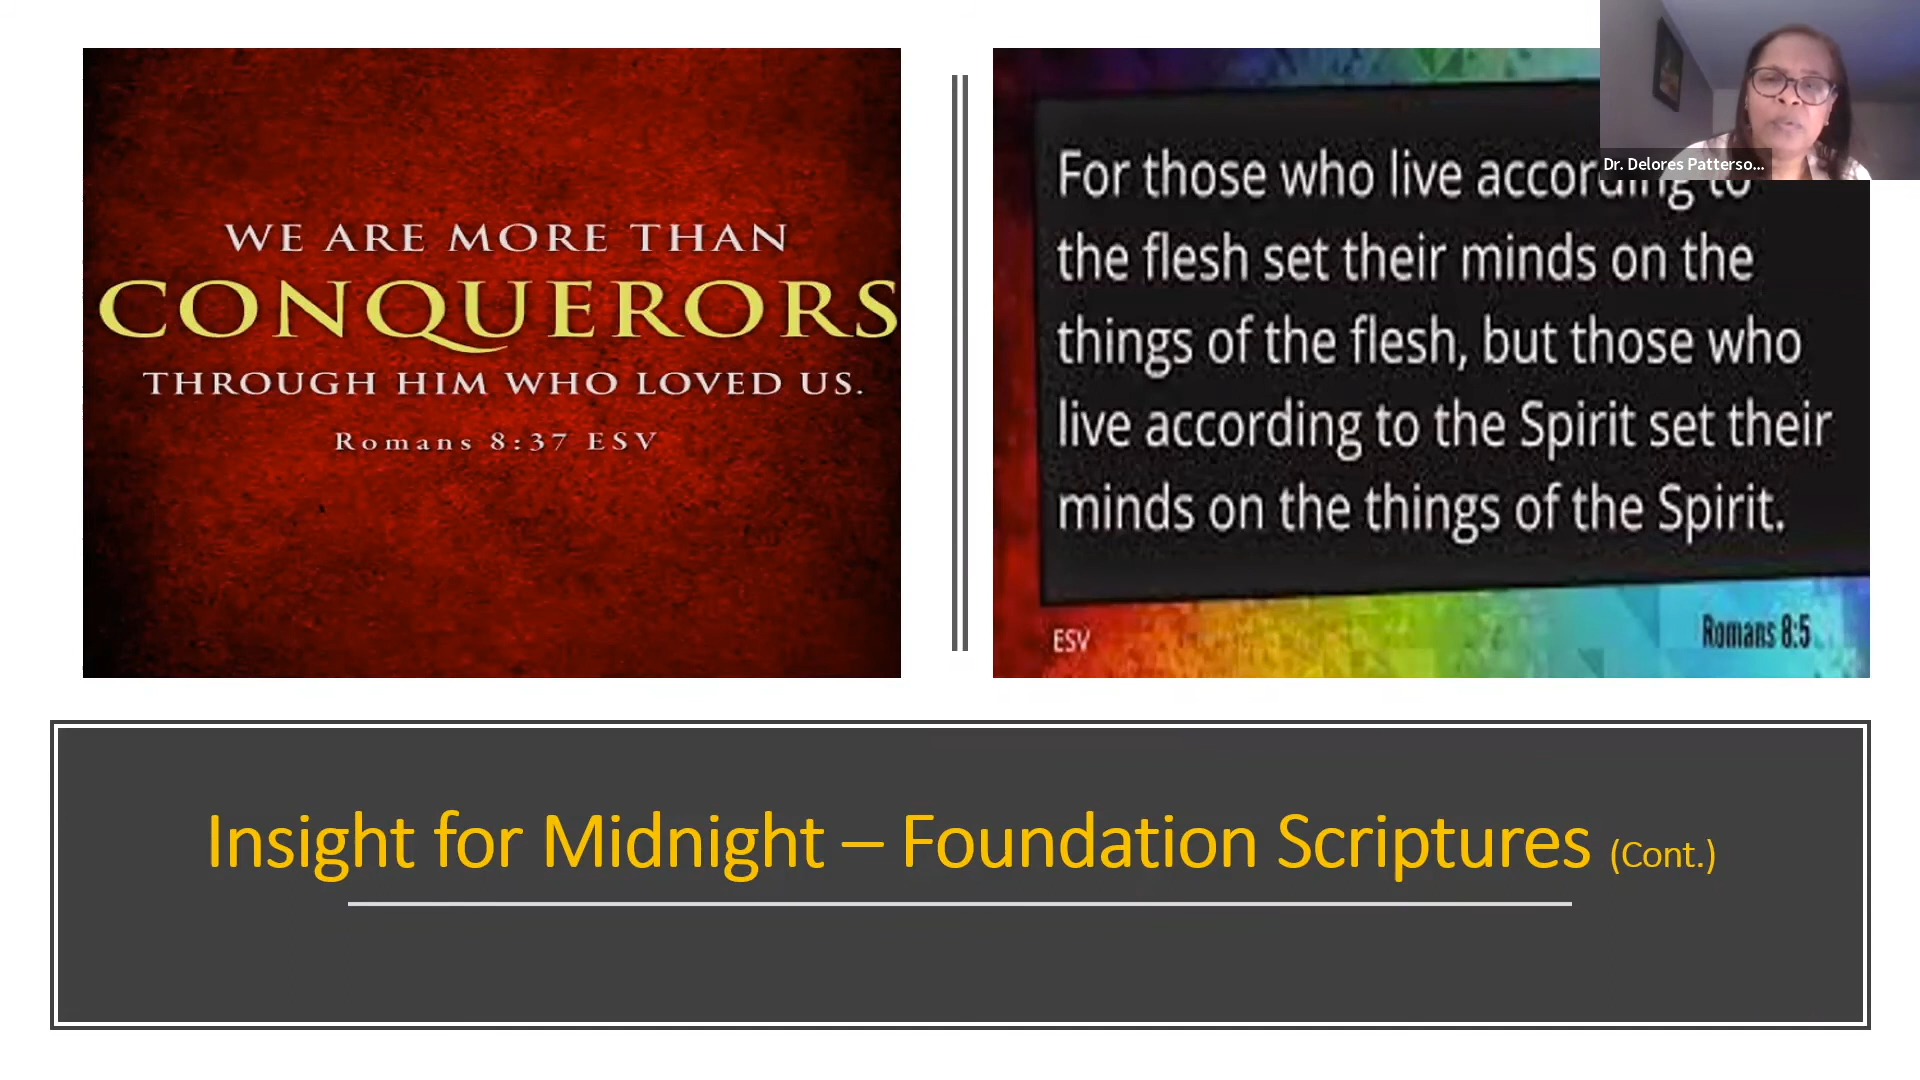 WE ARE MORE THAN
CONQUERORS
THROUGH HIM WHO LOVED US.
Romans 8:37 ESV
Dr. Delores Patterso...
For those who live according to
the flesh set their minds on the
things of the flesh, but those who
live according to the Spirit set their
minds on the things of the Spirit.
ESV
Romans 8:5
Insight for Midnight – Foundation Scriptures (Cont.)